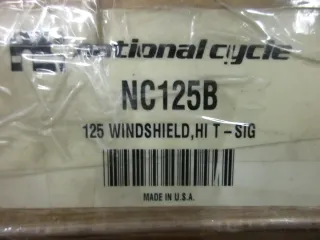 national cycle
NC125B
125 WINDSHIELD,HI T-SIG
MADE IN U.S.A.